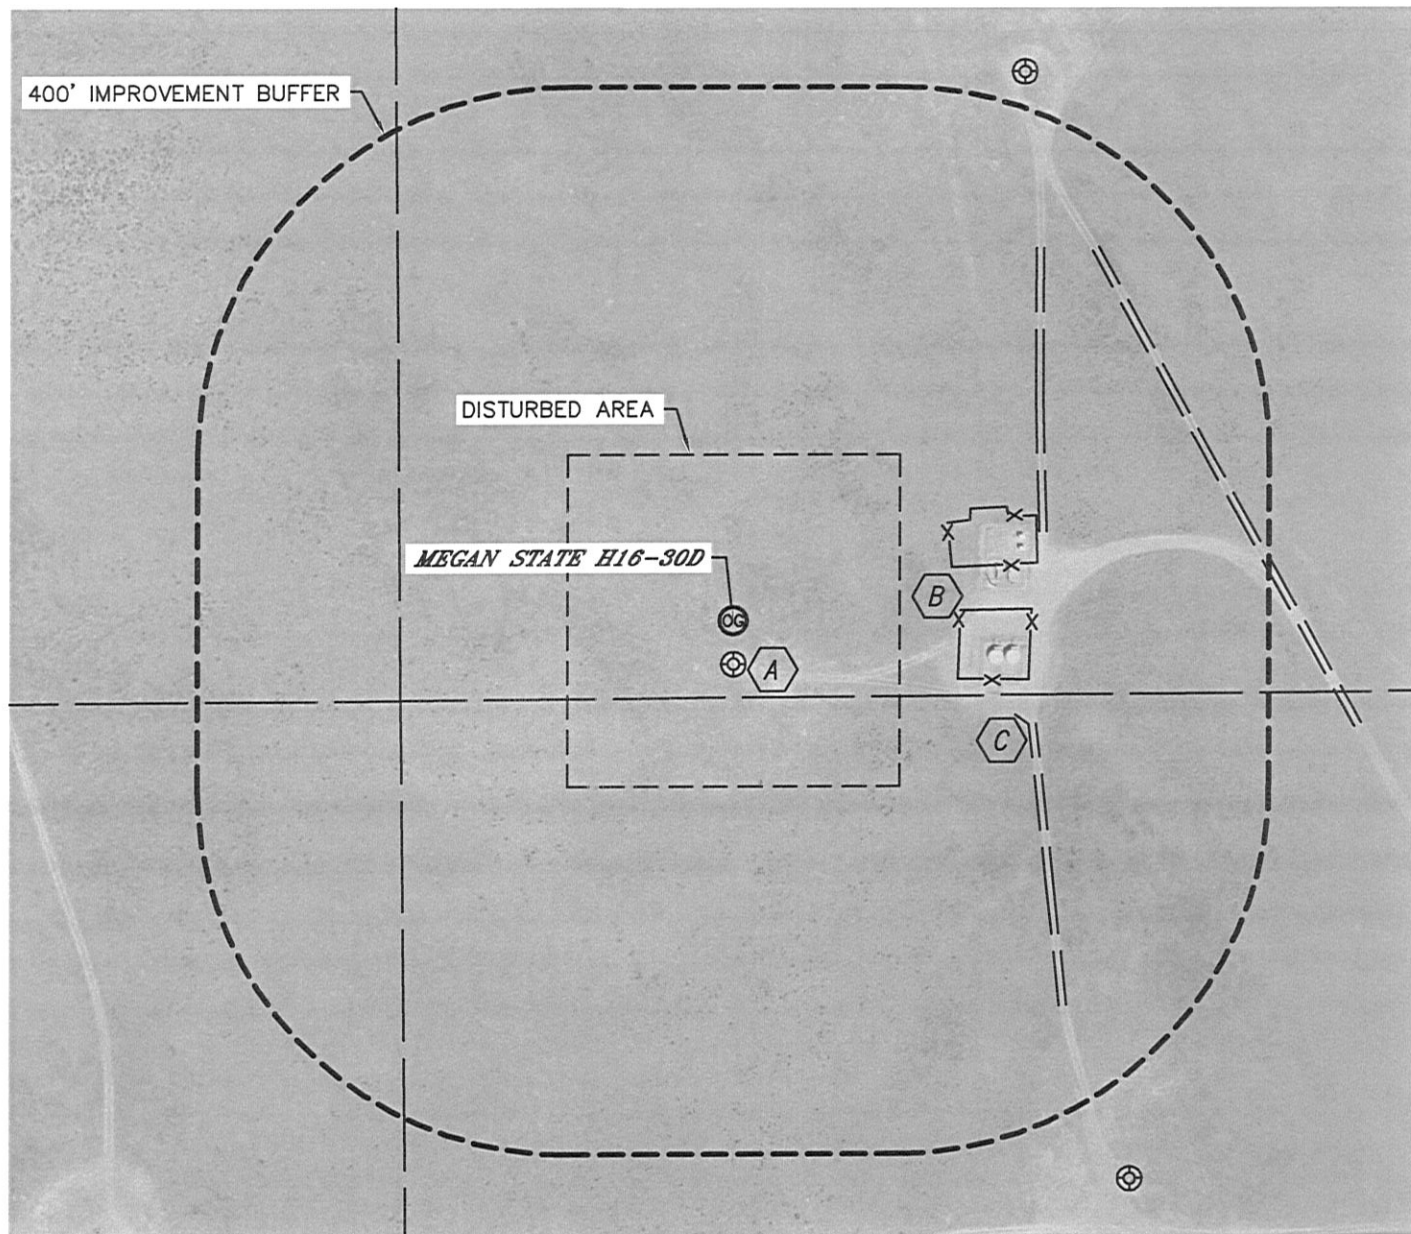 400' IMPROVEMENT BUFFER
DISTURBED AREA
MEGAN STATE H16-30D
B
OG
A
C